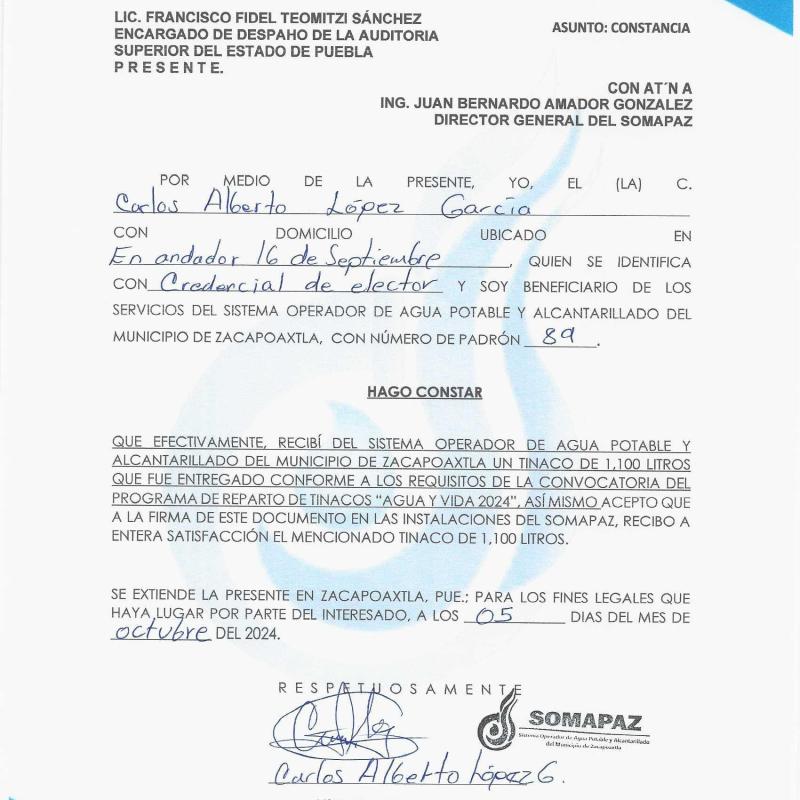 LIC. FRANCISCO FIDEL TEOMITZI SÁNCHEZ
ENCARGADO DE DESPAHO DE LA AUDITORIA
SUPERIOR DEL ESTADO DE PUEBLA
P R E S E N T E.
ASUNTO: CONSTANCIA
CON AT´N A
ING. JUAN BERNARDO AMADOR GONZALEZ
DIRECTOR GENERAL DEL SOMAPAZ
POR MEDIO DE LA PRESENTE, YO, EL (LA) C.
Carlos Alberto López García
CON DOMICILIO UBICADO EN
En andador 16 de Septiembre, QUIEN SE IDENTIFICA
CON Credencial de elector Y SOY BENEFICIARIO DE LOS
SERVICIOS DEL SISTEMA OPERADOR DE AGUA POTABLE Y ALCANTARILLADO DEL
MUNICIPIO DE ZACAPOAXTLA, CON NÚMERO DE PADRÓN 89.
HAGO CONSTAR
QUE EFECTIVAMENTE, RECIBÍ DEL SISTEMA OPERADOR DE AGUA POTABLE Y
ALCANTARILLADO DEL MUNICIPIO DE ZACAPOAXTLA UN TINACO DE 1,100 LITROS
QUE FUE ENTREGADO CONFORME A LOS REQUISITOS DE LA CONVOCATORIA DEL
PROGRAMA DE REPARTO DE TINACOS “AGUA Y VIDA 2024”, ASÍ MISMO ACEPTO QUE
A LA FIRMA DE ESTE DOCUMENTO EN LAS INSTALACIONES DEL SOMAPAZ, RECIBO A
ENTERA SATISFACCIÓN EL MENCIONADO TINACO DE 1,100 LITROS.
SE EXTIENDE LA PRESENTE EN ZACAPOAXTLA, PUE.; PARA LOS FINES LEGALES QUE
HAYA LUGAR POR PARTE DEL INTERESADO, A LOS 05 DIAS DEL MES DE
octubre DEL 2024.
R E S P E T U O S A M E N T E
SOMAPAZ
Sistema Operador de Agua Potable y Alcantarillado
del Municipio de Zacapoaxtla
Carlos Alberto López G.